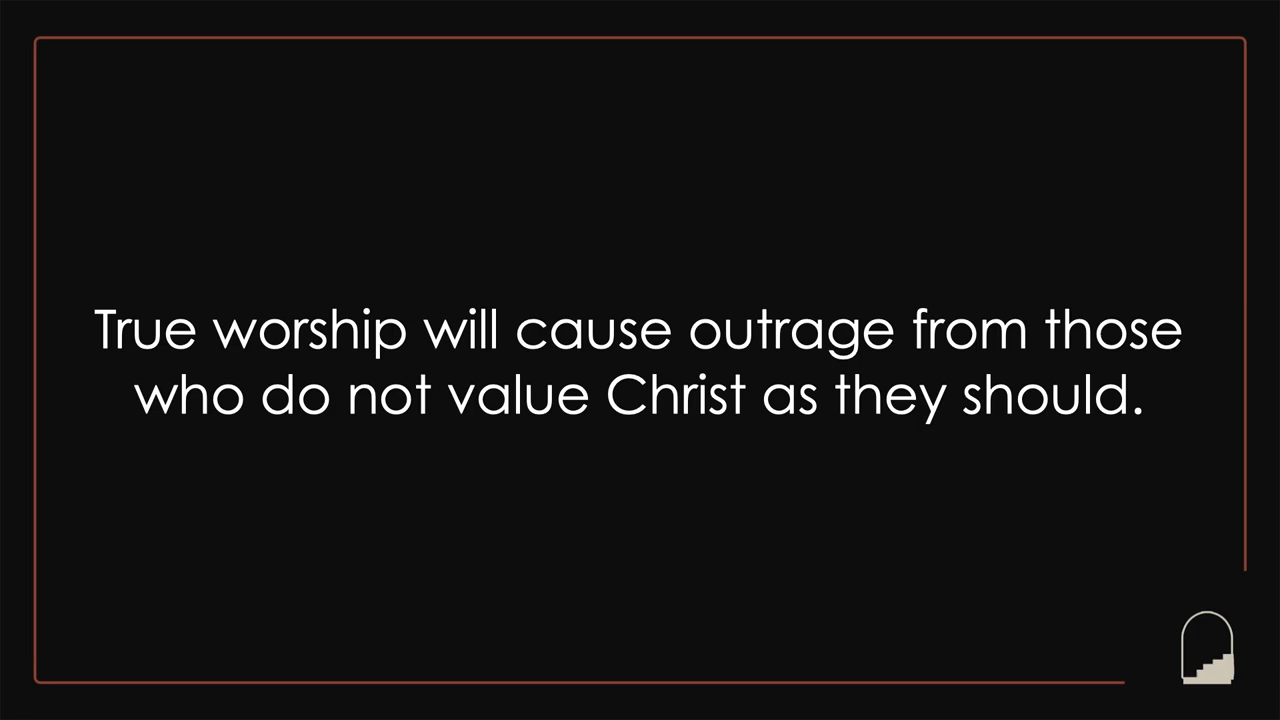 True worship will cause outrage from those
who do not value Christ as they should.